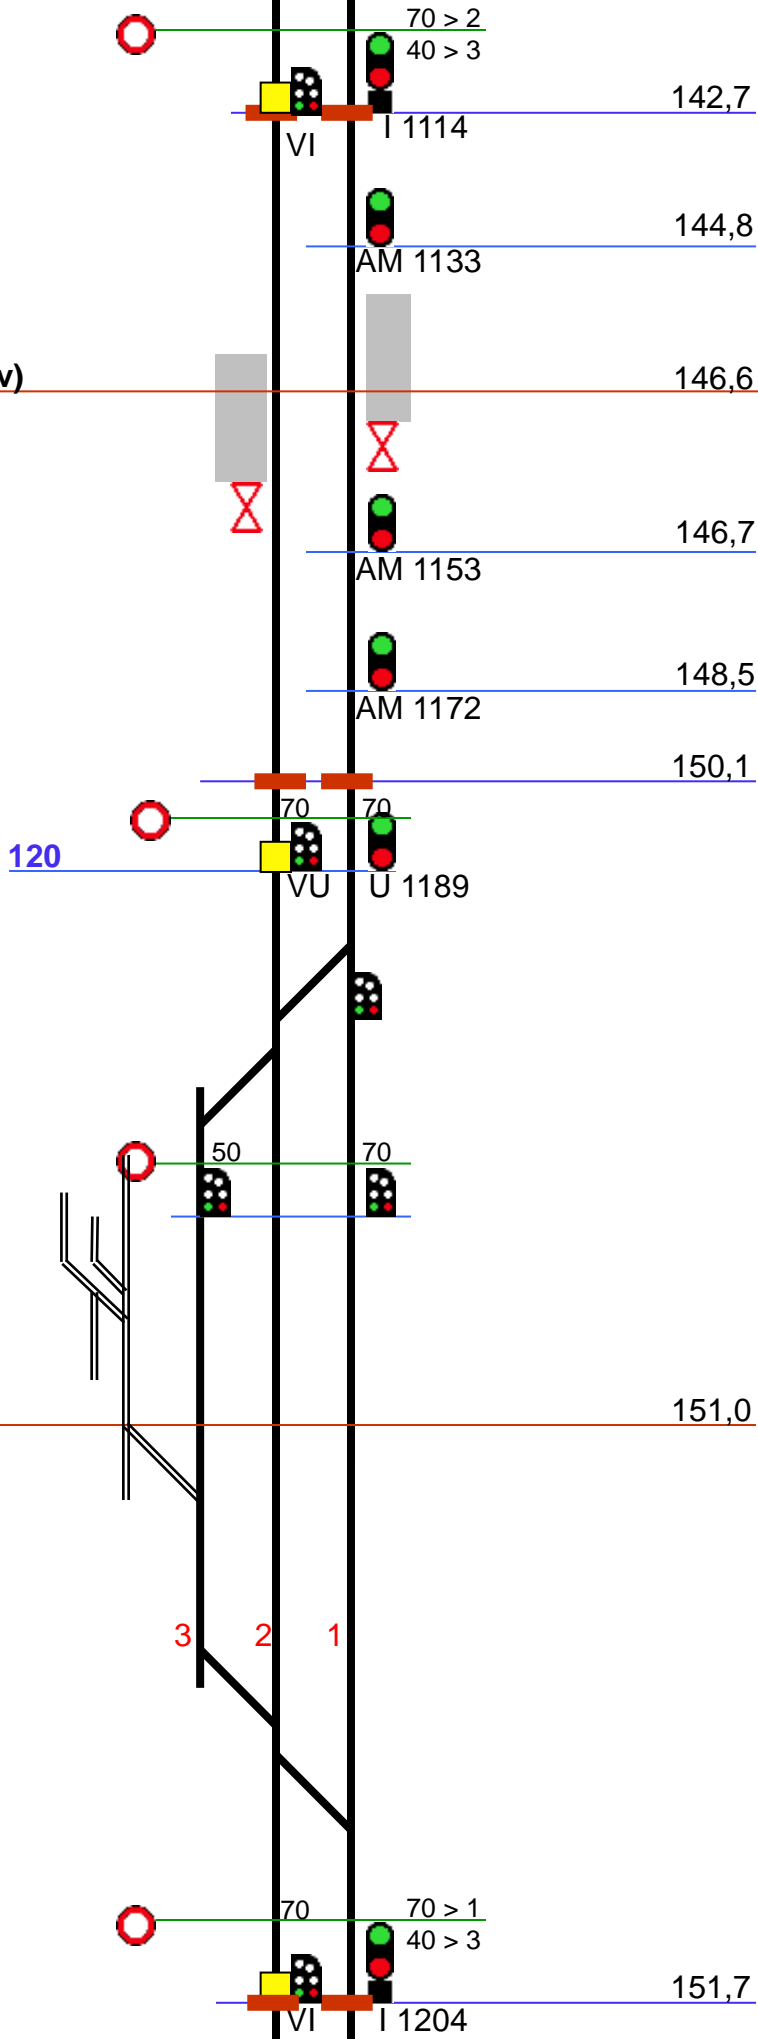 70 > 2
40 > 3
142,7
I 1114
VI
144,8
AM 1133
v)
146,6
146,7
AM 1153
148,5
AM 1172
150,1
70 70
120
VU U 1189
50 70
151,0
3 2 1
70 70 > 1
40 > 3
151,7
VI I 1204